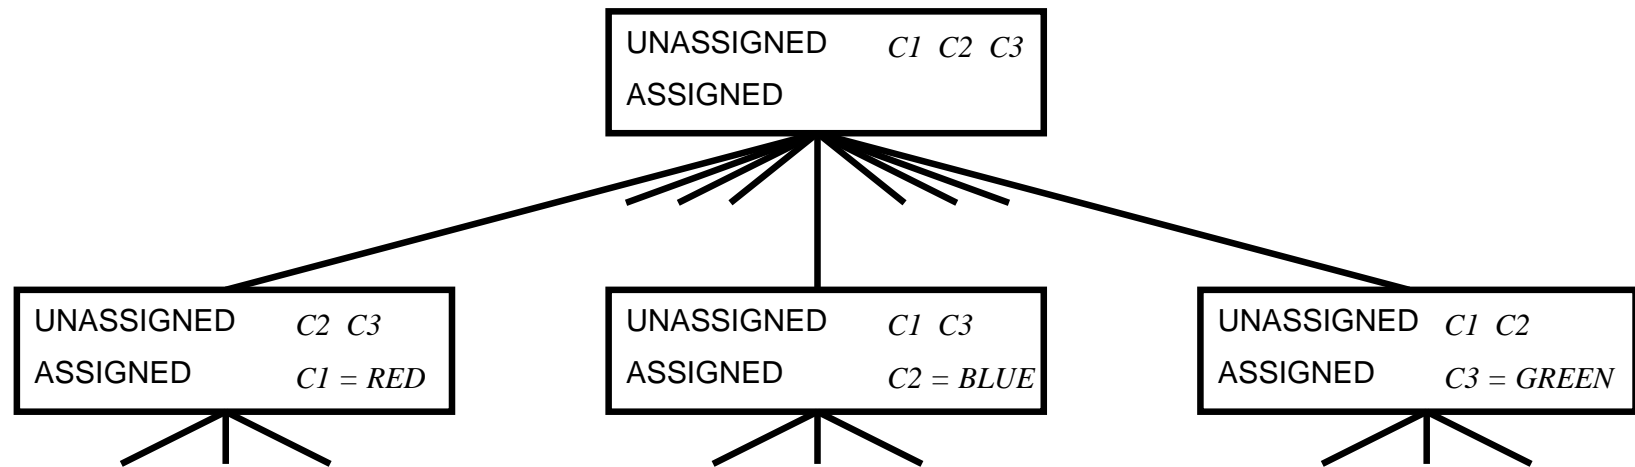 UNASSIGNED C1 C2 C3
ASSIGNED
UNASSIGNED C2 C3
ASSIGNED C1 = RED
UNASSIGNED C1 C3
ASSIGNED C2 = BLUE
UNASSIGNED C1 C2
ASSIGNED C3 = GREEN